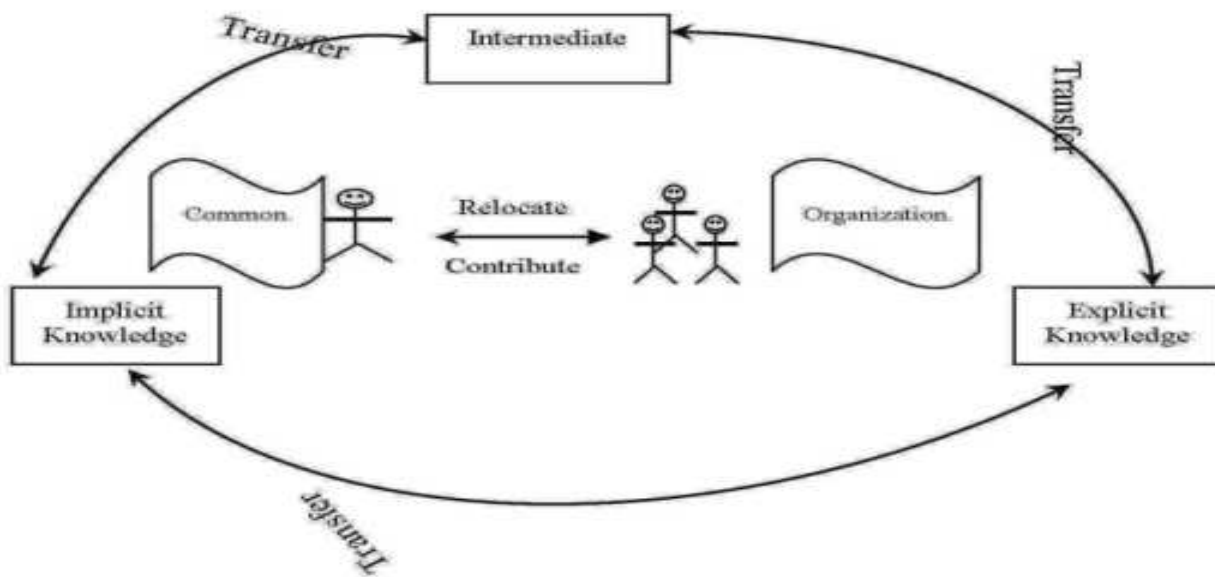 Transfer
Intermediate
Transfer
Common.
Relocate
Contribute
Organization.
Implicit
Knowledge
Explicit
Knowledge
Transfer